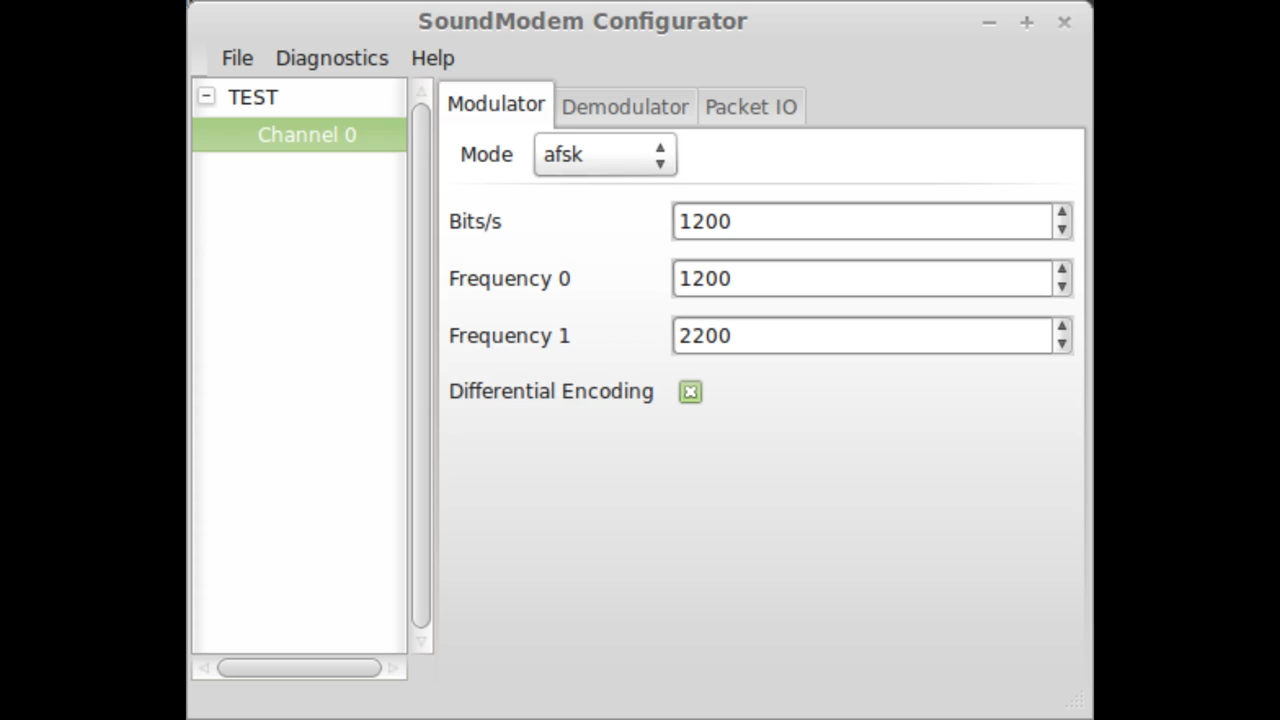 SoundModem Configurator
File Diagnostics Help
TEST
Channel 0
Modulator Demodulator Packet IO
Mode afsk
Bits/s 1200
Frequency 0 1200
Frequency 1 2200
Differential Encoding